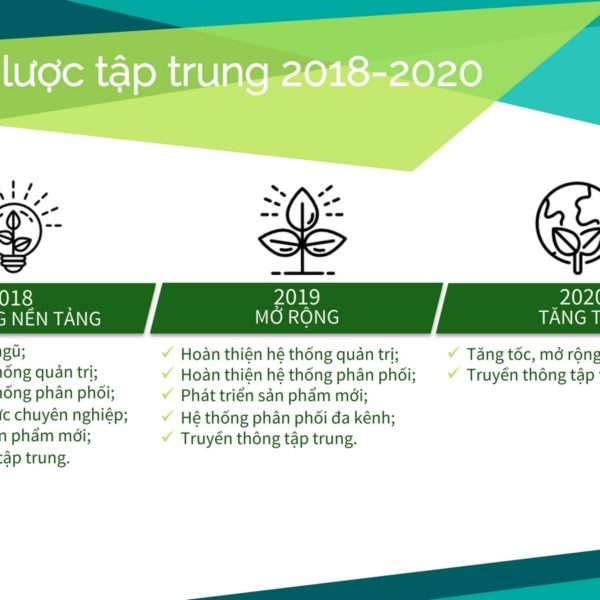 lược tập trung 2018-2020
018
NỀN TẢNG
ngũ;
hống quản trị;
hống phân phối;
chuyên nghiệp;
phẩm mới;
tập trung.
2019
MỞ RỘNG
Hoàn thiện hệ thống quản trị;
Hoàn thiện hệ thống phân phối;
Phát triển sản phẩm mới;
Hệ thống phân phối đa kênh;
Truyền thông tập trung.
2020
TĂNG T
Tăng tốc, mở rộng
Truyền thông tập